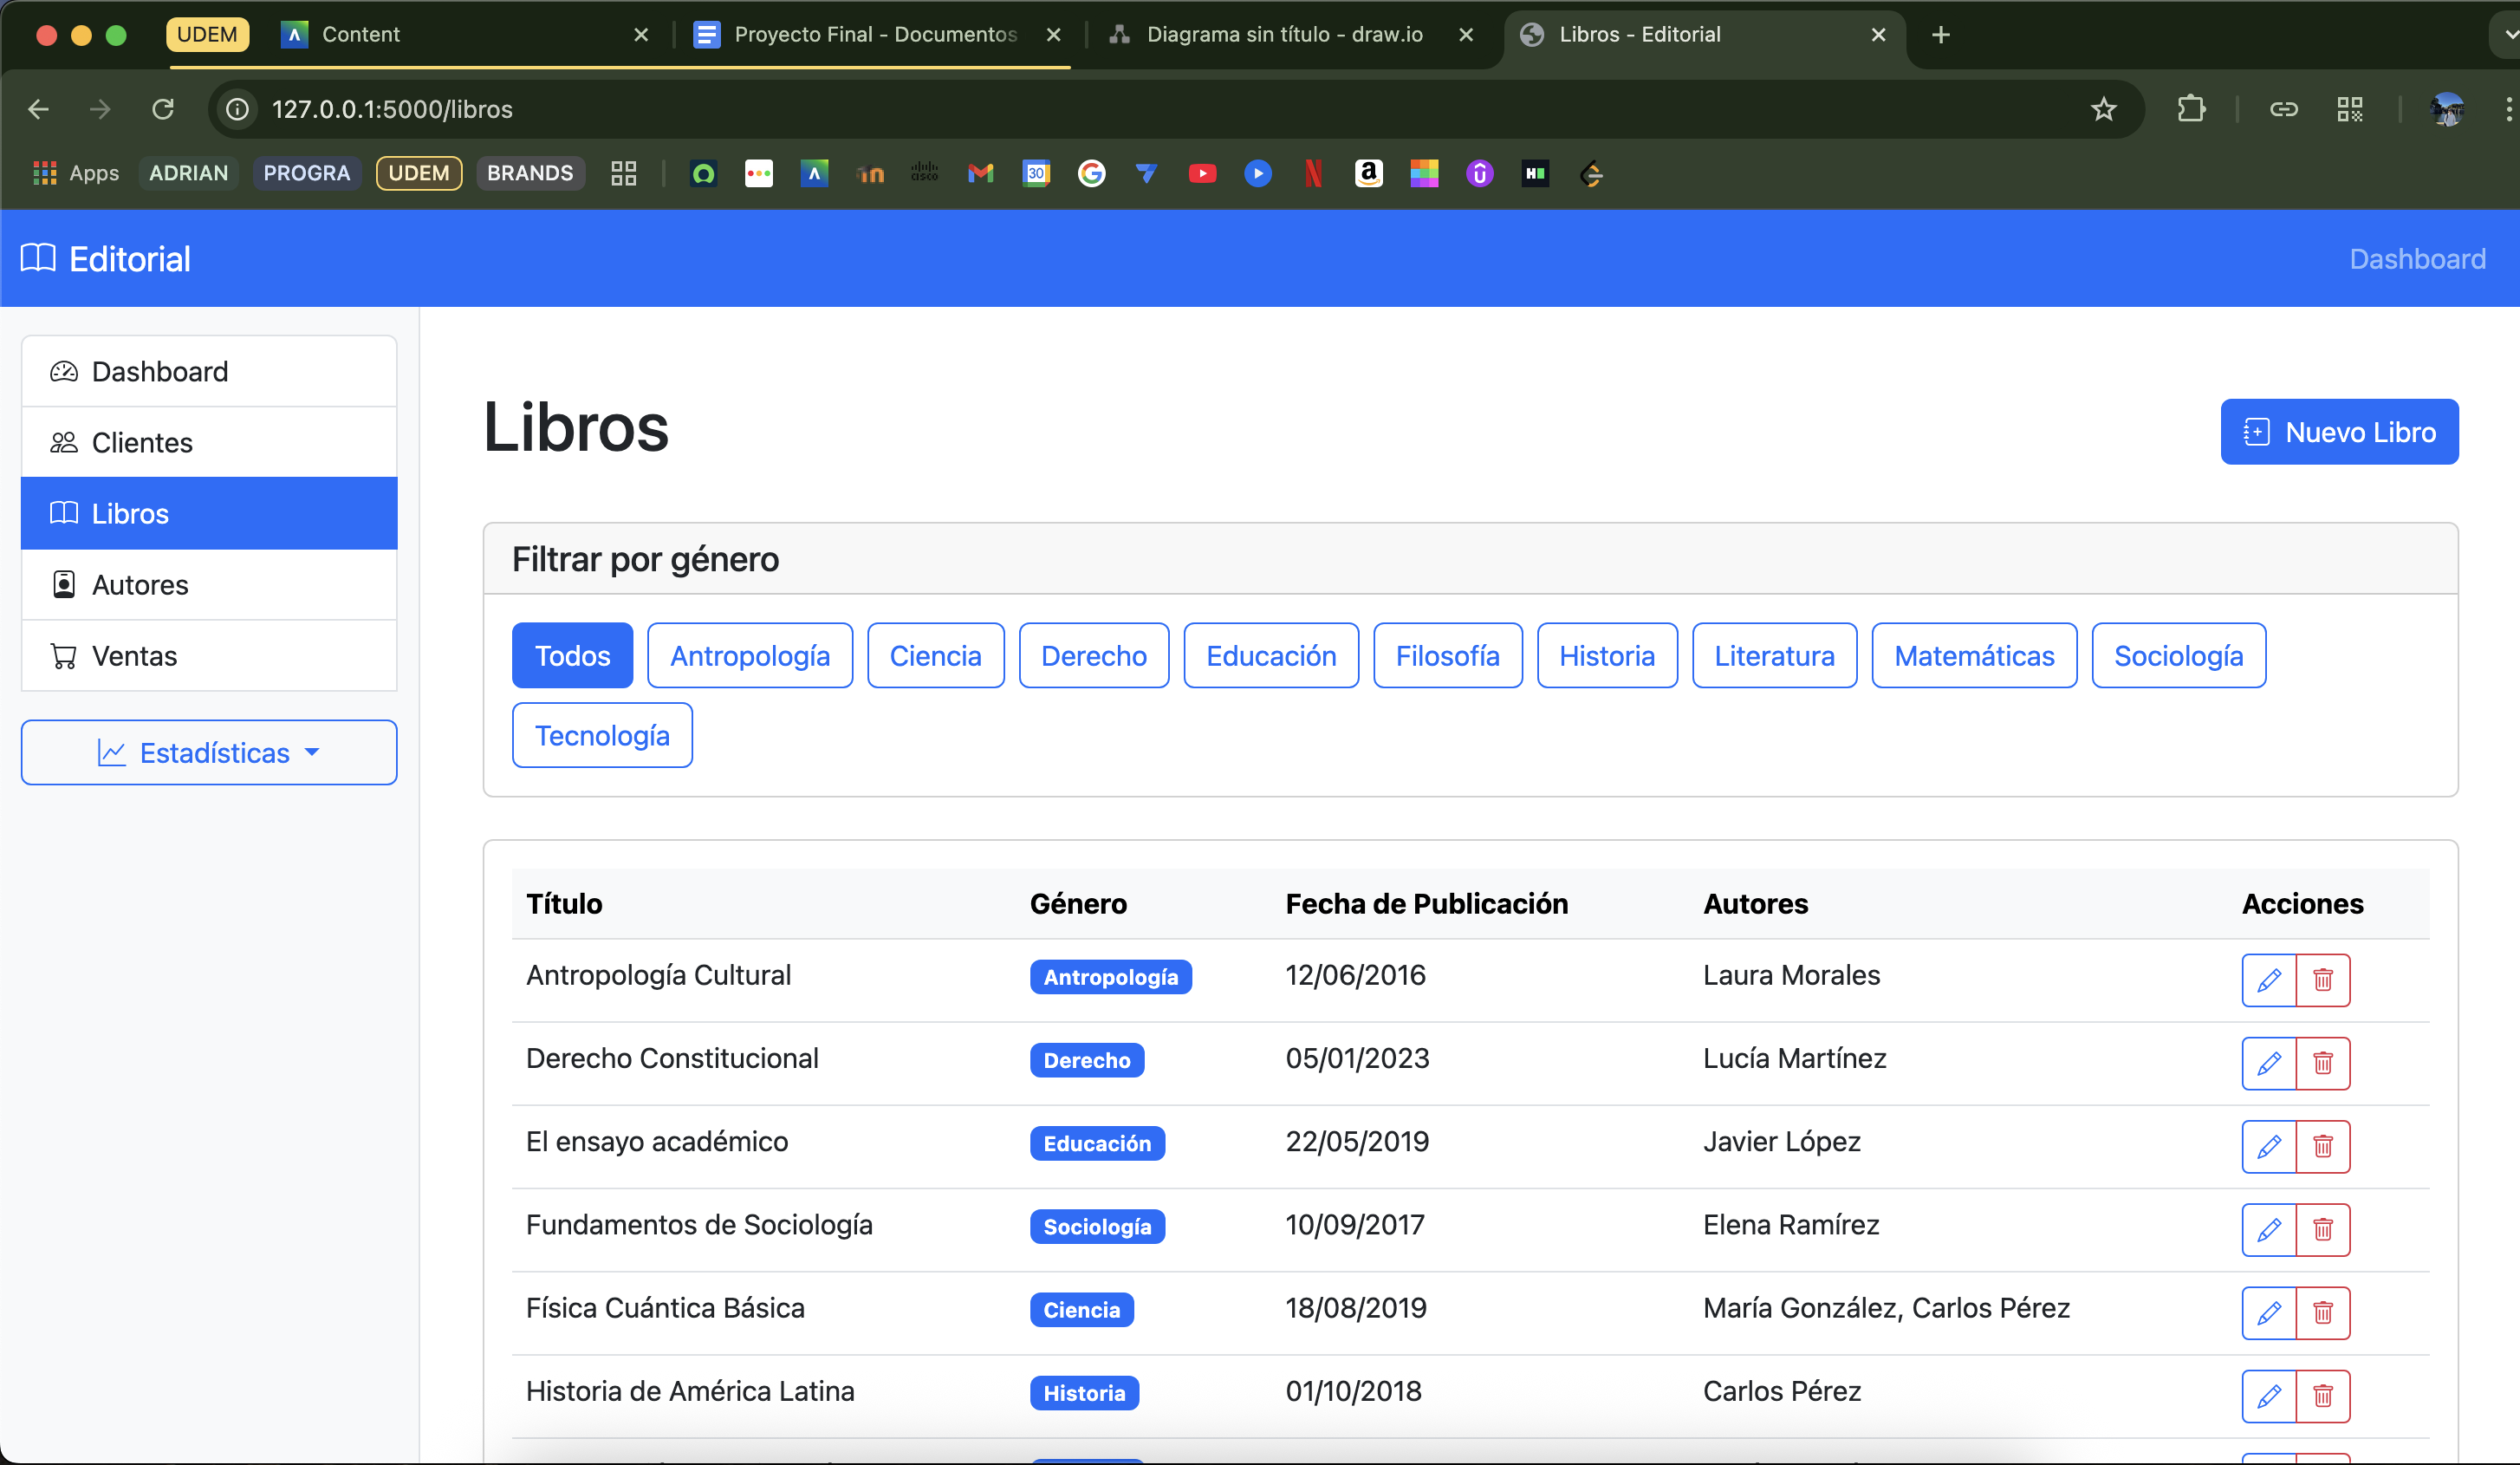 UDEM Content Proyecto Final - Documentos Diagrama sin título - draw.io Libros - Editorial
127.0.0.1:5000/libros
Apps ADRIAN PROGRA UDEM BRANDS
Editorial Dashboard
Dashboard
Clientes
Libros
Autores
Ventas
Estadísticas
Libros
Nuevo Libro
Filtrar por género
Todos Antropología Ciencia Derecho Educación Filosofía Historia Literatura Matemáticas Sociología
Tecnología
Título Género Fecha de Publicación Autores Acciones
Antropología Cultural Antropología 12/06/2016 Laura Morales
Derecho Constitucional Derecho 05/01/2023 Lucía Martínez
El ensayo académico Educación 22/05/2019 Javier López
Fundamentos de Sociología Sociología 10/09/2017 Elena Ramírez
Física Cuántica Básica Ciencia 18/08/2019 María González, Carlos Pérez
Historia de América Latina Historia 01/10/2018 Carlos Pérez